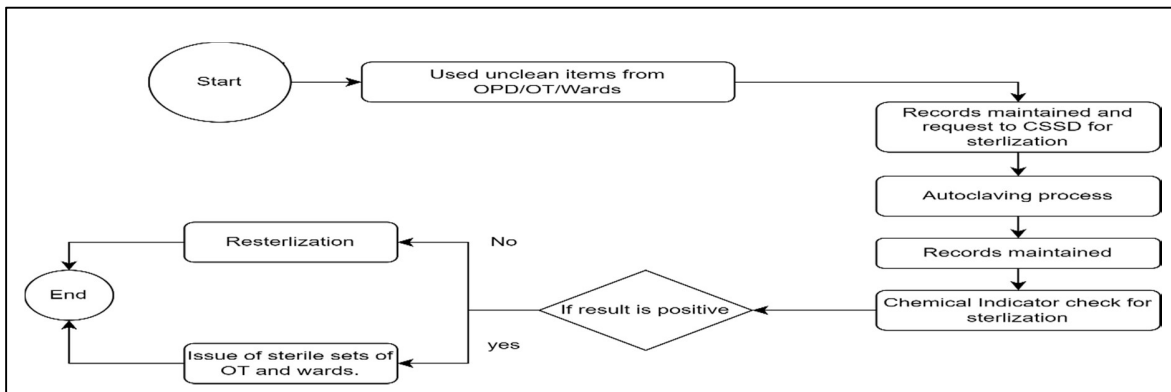 Start
Used unclean items from
OPD/OT/Wards
Records maintained and
request to CSSD for
sterlization
Autoclaving process
Records maintained
Chemical Indicator check for
sterlization
If result is positive
No
Resterlization
yes
Issue of sterile sets of
OT and wards.
End